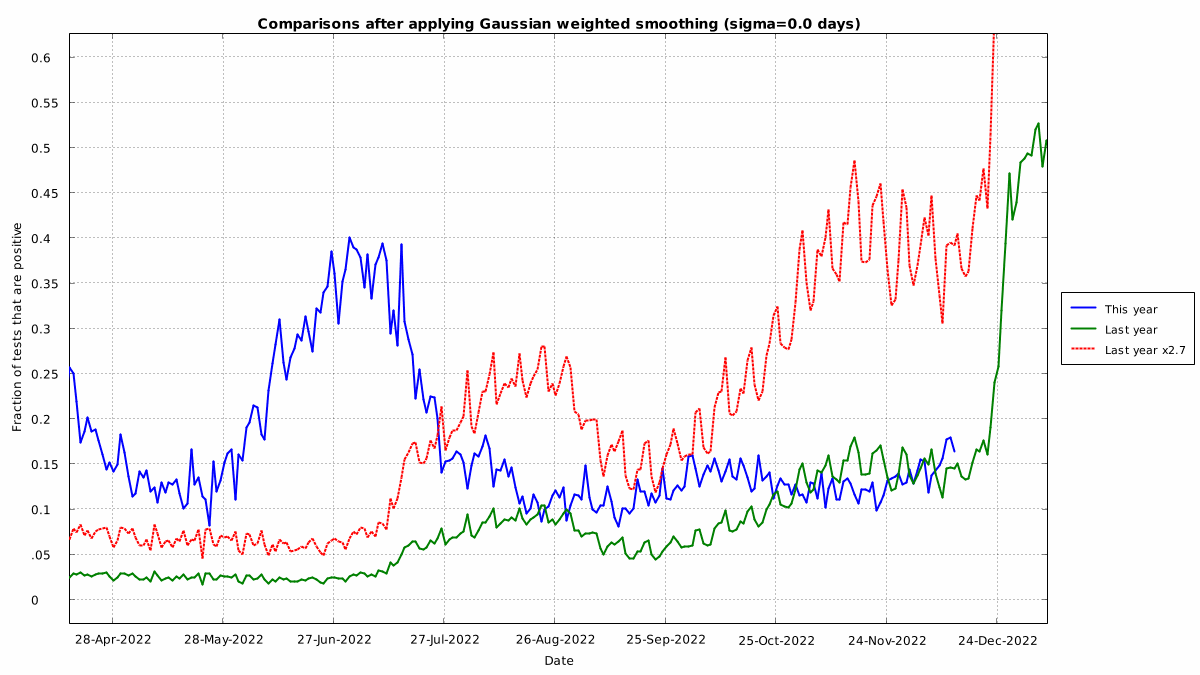 Comparisons after applying Gaussian weighted smoothing (sigma=0.0 days)
0.6
0.55
0.5
0.45
0.4
0.35
0.3
0.25
0.2
0.15
0.1
.05
0
Fraction of tests that are positive
28-Apr-2022 28-May-2022 27-Jun-2022 27-Jul-2022 26-Aug-2022 25-Sep-2022 25-Oct-2022 24-Nov-2022 24-Dec-2022
Date
This year
Last year
Last year x2.7